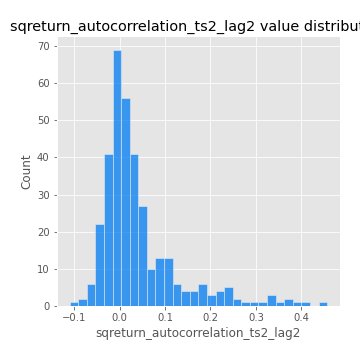 sqreturn_autocorrelation_ts2_lag2 value distribut
70
60
50
40
30
20
10
0
Count
−0.1 0.0 0.1 0.2 0.3 0.4
sqreturn_autocorrelation_ts2_lag2